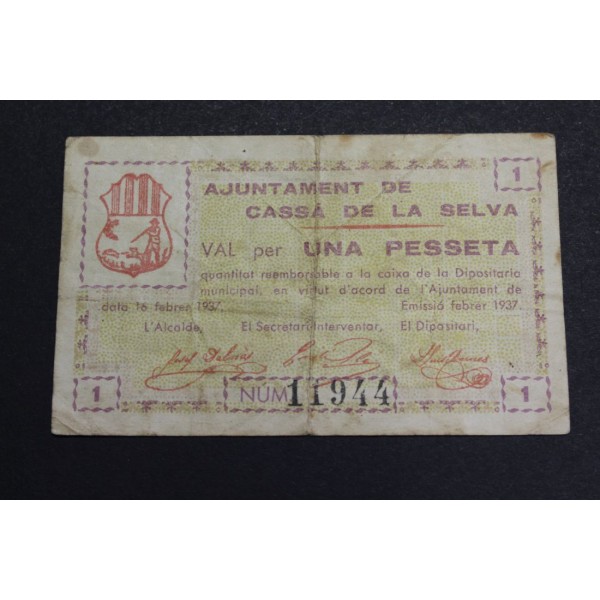 1
AJUNTAMENT DE
CASSÁ DE LA SELVA
VAL per UNA PESSETA
quantitat reemborsable a la caixa de la Dipositaria
municipal, en virtut d'acord de l'Ajuntament de
data 16 febrer 1937. Emissió febrer 1937.
L'Alcalde, El Secretari-Interventor, El Dipositari,
1 NÚM 11944 1